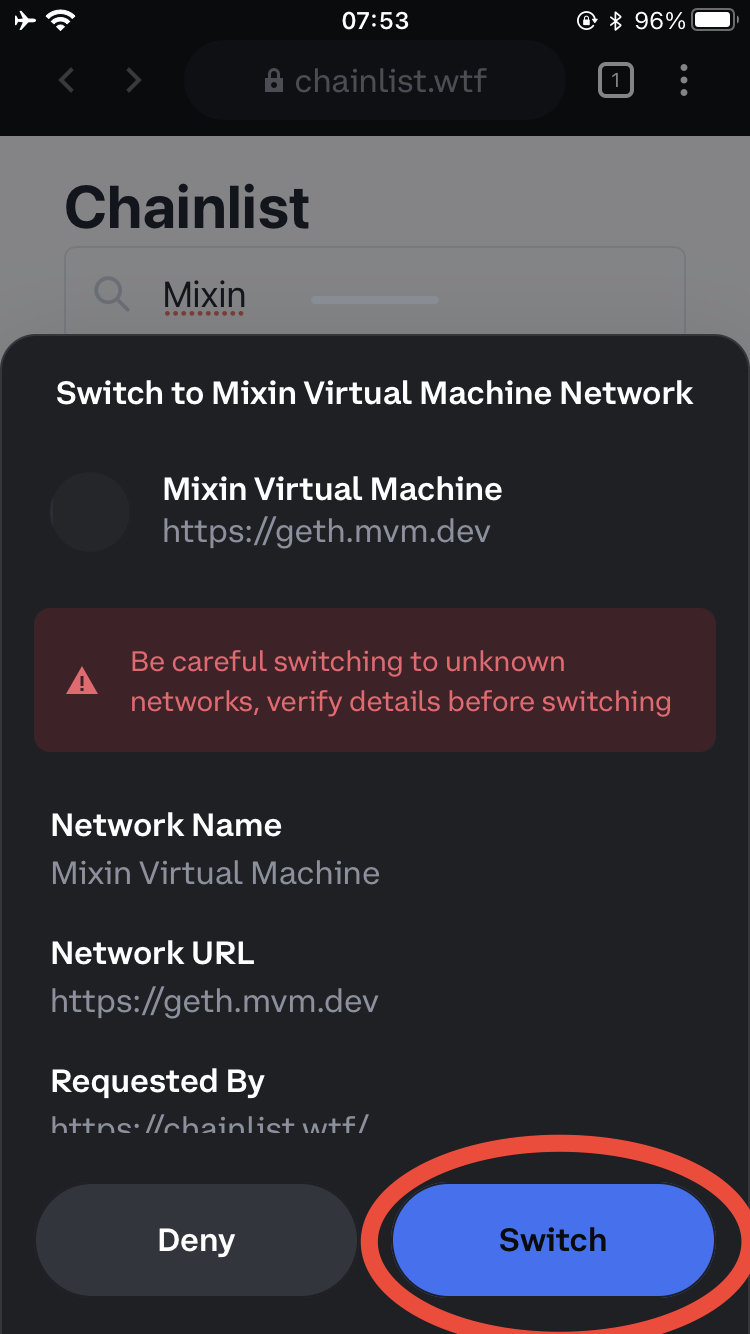 07:53
96%
chainlist.wtf
1
Chainlist
Mixin
Switch to Mixin Virtual Machine Network
Mixin Virtual Machine
https://geth.mvm.dev
Be careful switching to unknown
networks, verify details before switching
Network Name
Mixin Virtual Machine
Network URL
https://geth.mvm.dev
Requested By
https://chainlist.wtf/
Deny
Switch